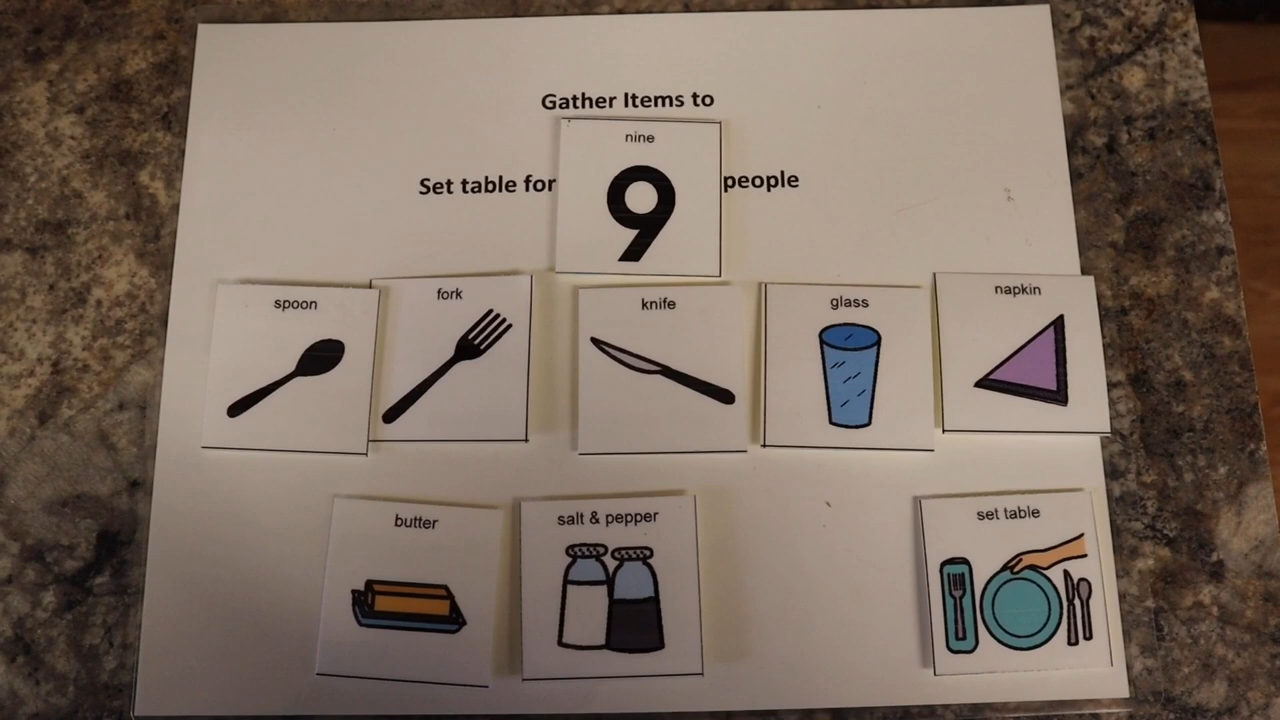 Gather Items to
nine
9
Set table for people
spoon
fork
knife
glass
napkin
butter
salt & pepper
set table